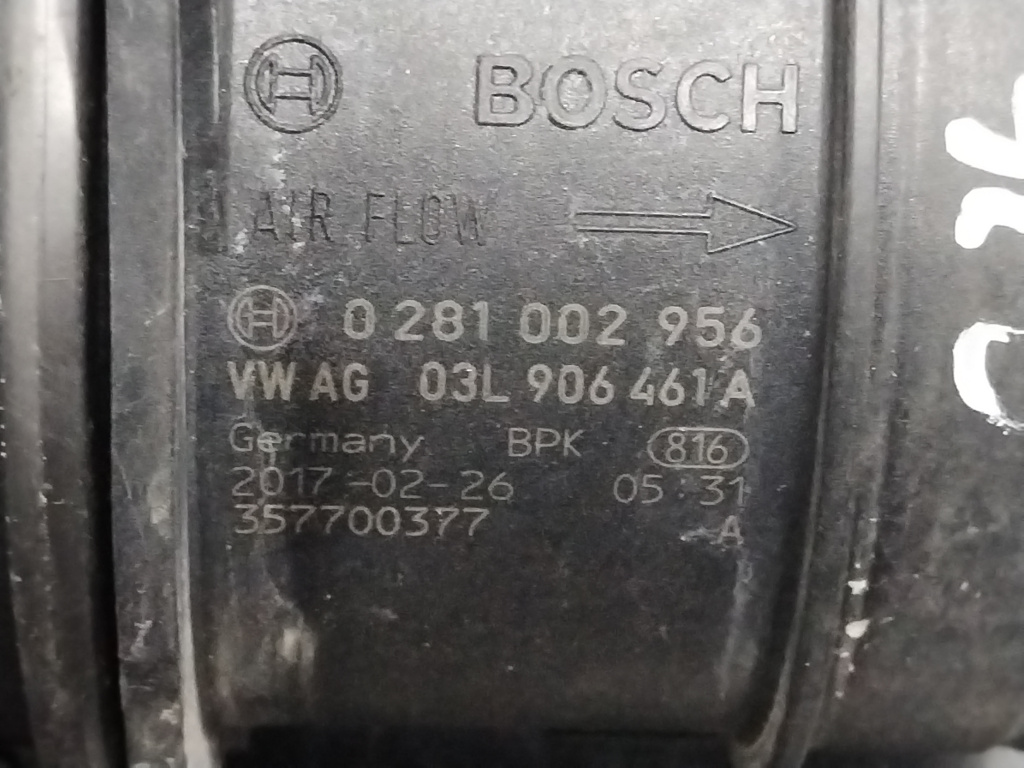 BOSCH
AIR FLOW
0 281 002 956
VW AG 03L 906 461 A
Germany BPK 816
2017-02-26 05:31
357700377 A